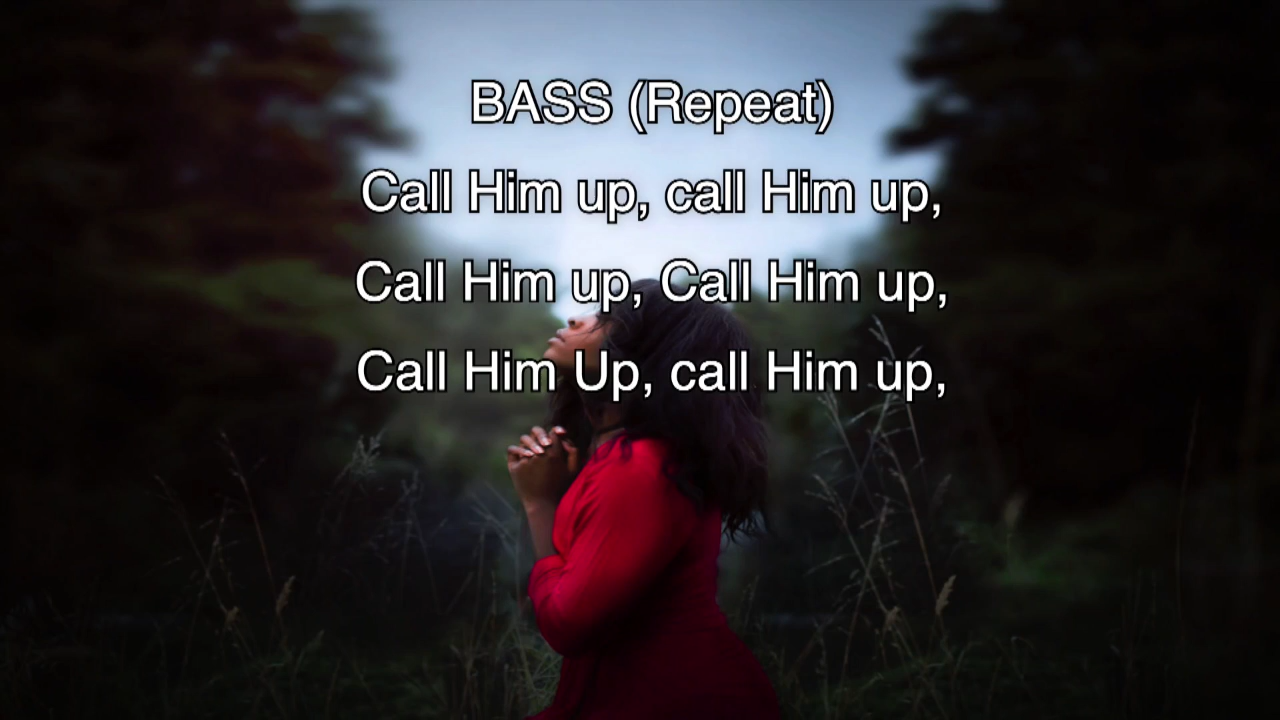 BASS (Repeat)
Call Him up, call Him up,
Call Him up, Call Him up,
Call Him Up, call Him up,